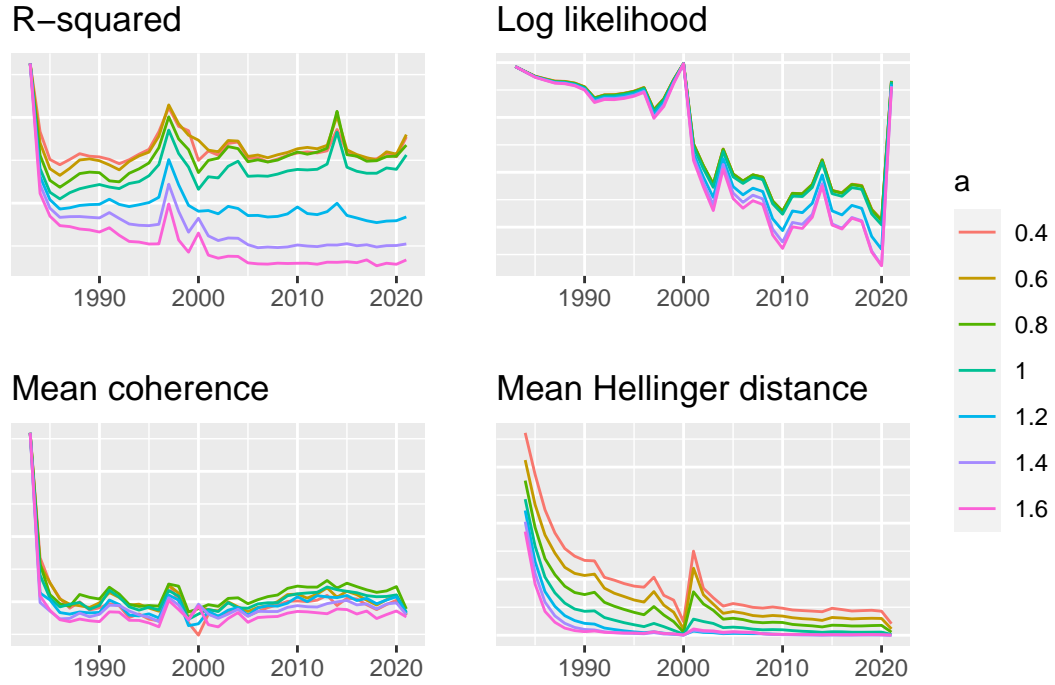 R−squared
Log likelihood
1990 2000 2010 2020
1990 2000 2010 2020
Mean coherence
Mean Hellinger distance
1990 2000 2010 2020
1990 2000 2010 2020
a
0.4
0.6
0.8
1
1.2
1.4
1.6